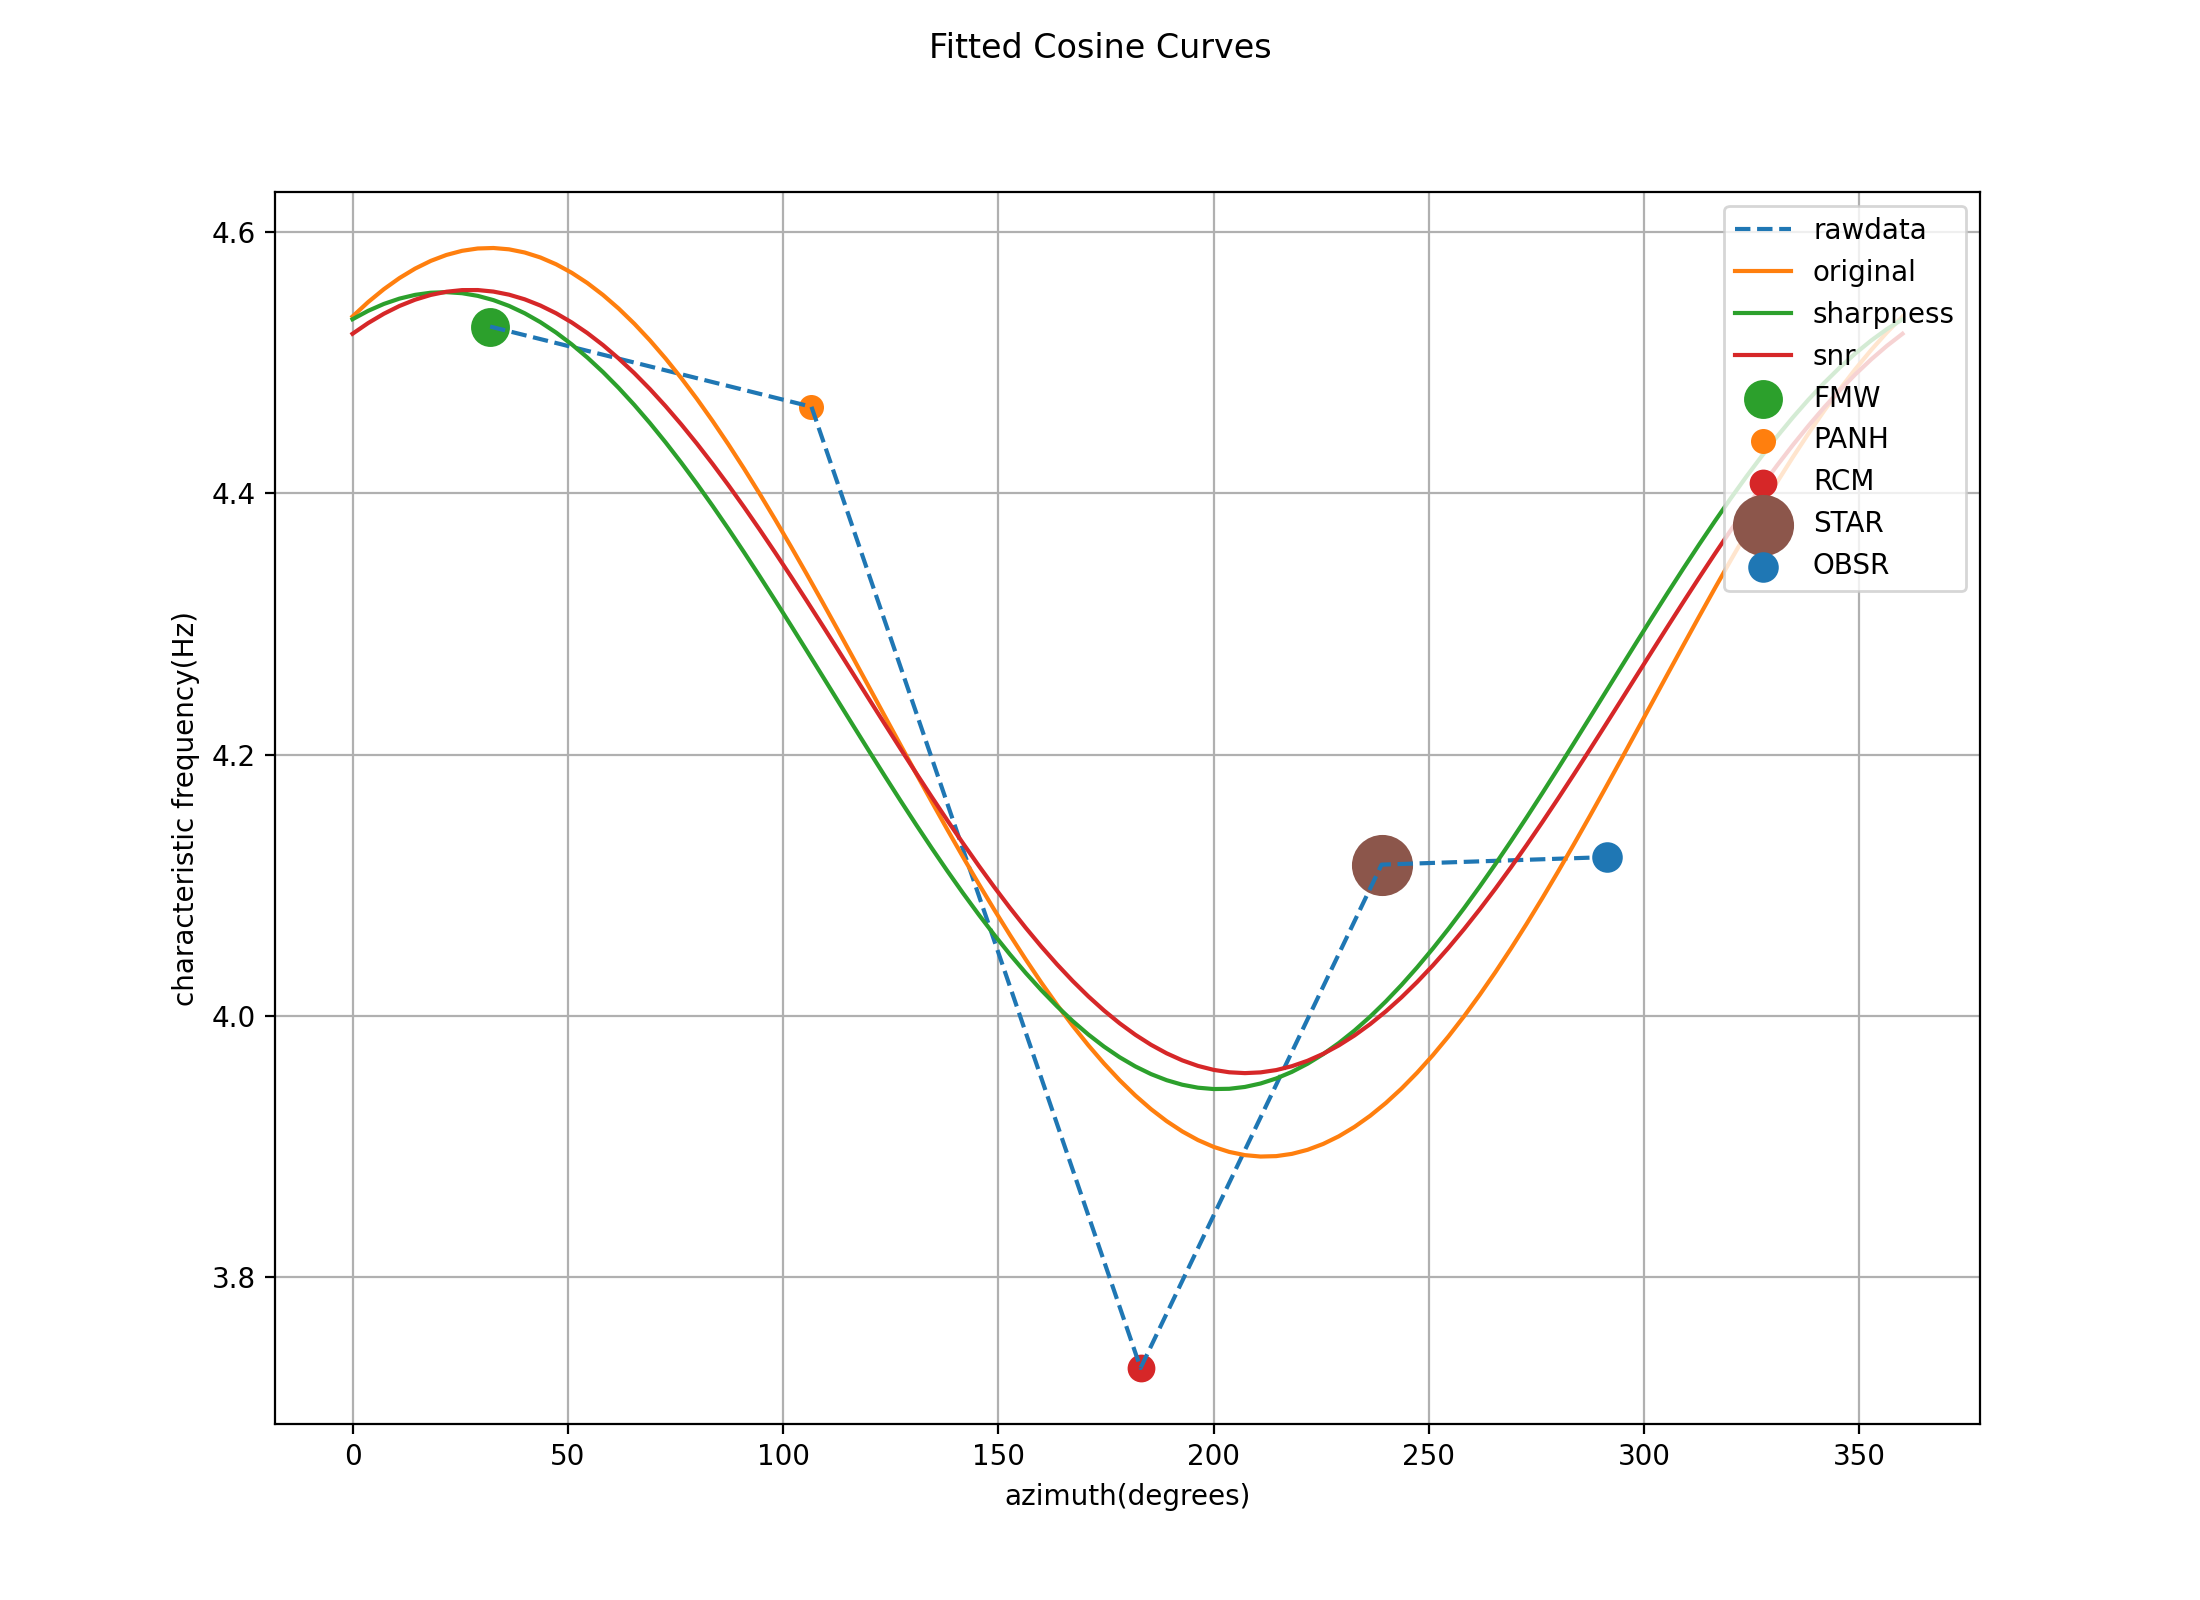 Fitted Cosine Curves
4.6
4.4
4.2
4.0
3.8
characteristic frequency(Hz)
0 50 100 150 200 250 300 350
azimuth(degrees)
rawdata
original
sharpness
snr
FMW
PANH
RCM
STAR
OBSR